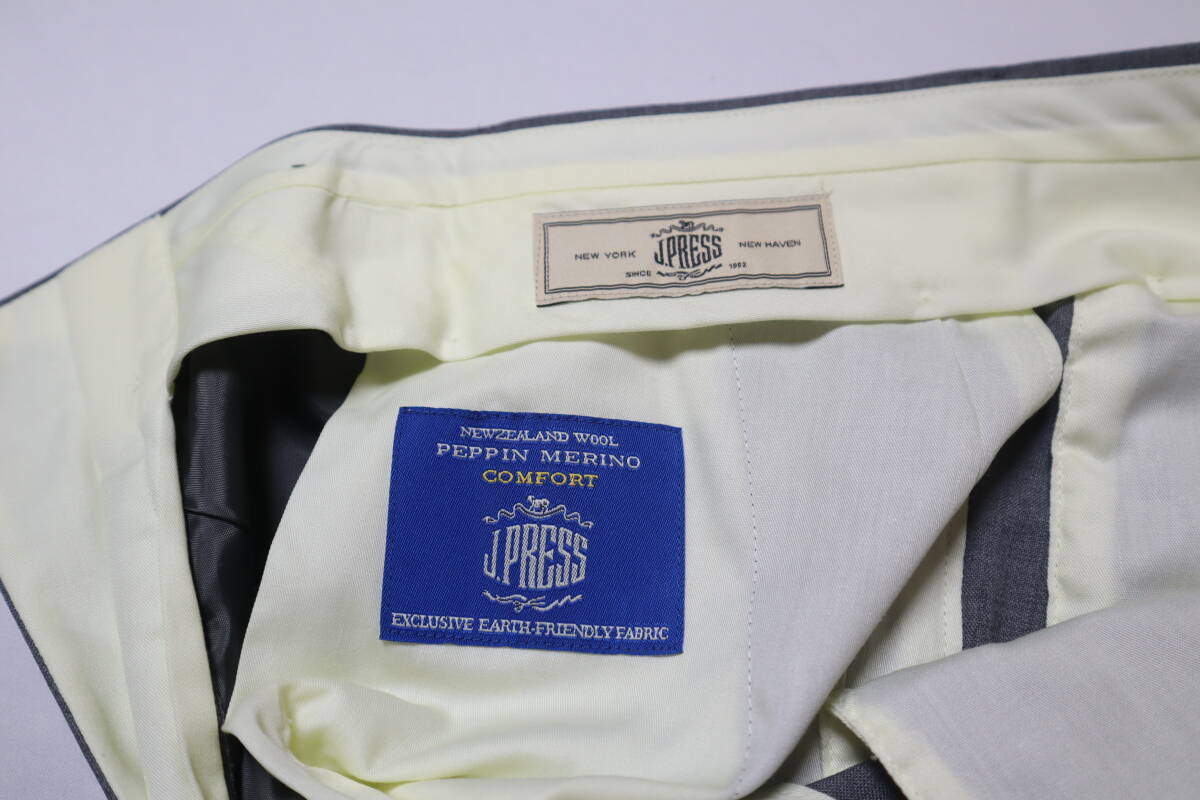 NEW YORK J.PRESS NEW HAVEN
SINCE 1902
NEWZEALAND WOOL
PEPPIN MERINO
COMFORT
J.PRESS
EXCLUSIVE EARTH-FRIENDLY FABRIC